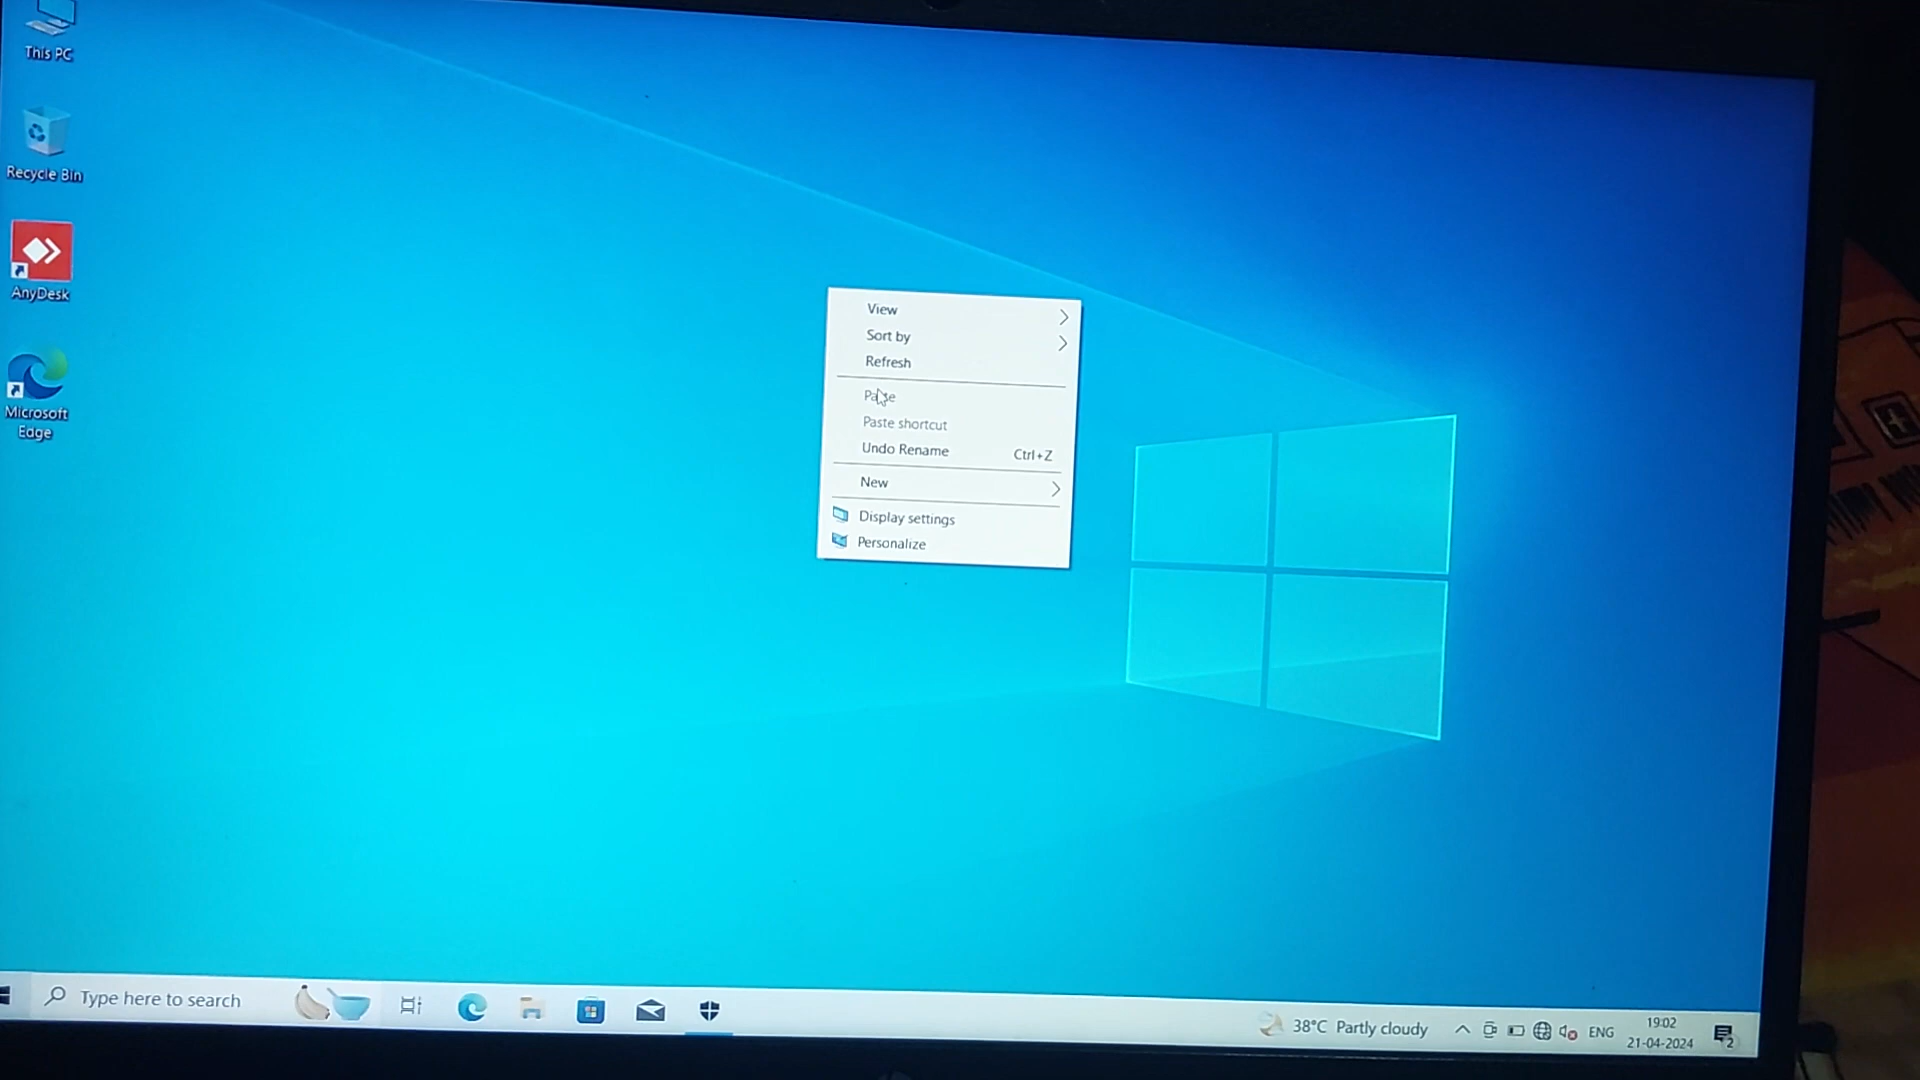 This PC
Recycle Bin
AnyDesk
Microsoft
Edge
View
Sort by
Refresh
Paste
Paste shortcut
Undo Rename Ctrl+Z
New
Display settings
Personalize
Type here to search
38°C Partly cloudy
ENG
19:02
21-04-2024
2